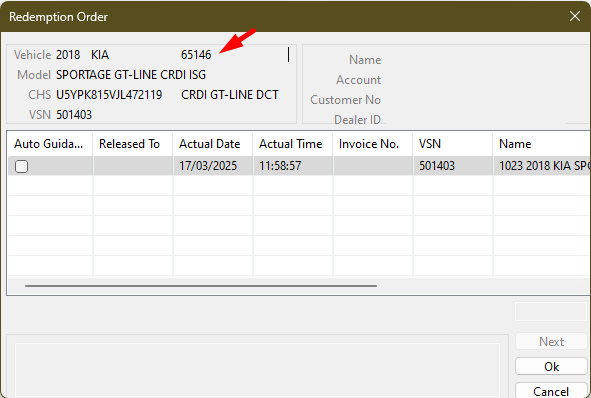 Redemption Order
Vehicle 2018 KIA 65146
Model SPORTAGE GT-LINE CRDI ISG
CHS U5YPK815VJL472119 CRDI GT-LINE DCT
VSN 501403
Name
Account
Customer No
Dealer ID
Auto Guida... Released To Actual Date Actual Time Invoice No. VSN Name
17/03/2025 11:58:57 501403 1023 2018 KIA SPO
Next
Ok
Cancel